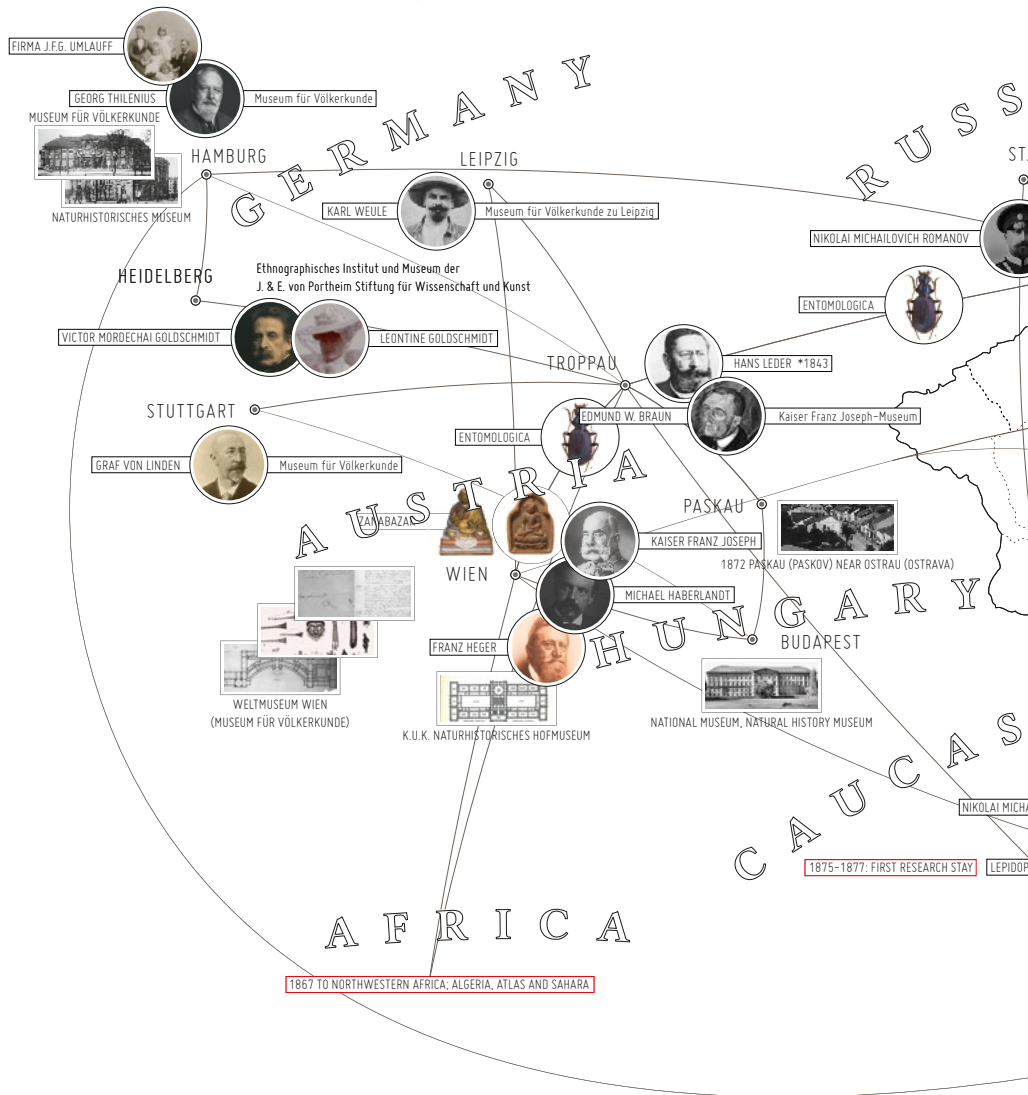 FIRMA J.F.G. UMLAUFF
GERMANY
GEORG THILENIUS
Museum für Völkerkunde
MUSEUM FÜR VÖLKERKUNDE
HAMBURG
LEIPZIG
NATURHISTORISCHES MUSEUM
KARL WEULE
Museum für Völkerkunde zu Leipzig
RUSS
ST.
NIKOLAI MICHAILOVICH ROMANOV
HEIDELBERG
Ethnographisches Institut und Museum der
J. & E. von Portheim Stiftung für Wissenschaft und Kunst
ENTOMOLOGICA
VICTOR MORDECHAI GOLDSCHMIDT
LEONTINE GOLDSCHMIDT
TROPPAU
HANS LEDER *1843
STUTTGART
EDMUND W. BRAUN
Kaiser Franz Joseph-Museum
ENTOMOLOGICA
GRAF VON LINDEN
Museum für Völkerkunde
AUSTRIA
ZANABAZAR
PASKAU
KAISER FRANZ JOSEPH
1872 PASKAU (PASKOV) NEAR OSTRAU (OSTRAVA)
WIEN
MICHAEL HABERLANDT
HUNGARY
FRANZ HEGER
BUDAPEST
WELTMUSEUM WIEN
(MUSEUM FÜR VÖLKERKUNDE)
K.U.K. NATURHISTORISCHES HOFMUSEUM
NATIONAL MUSEUM, NATURAL HISTORY MUSEUM
CAUCAS
NIKOLAI MICHA
1875-1877: FIRST RESEARCH STAY
LEPIDOP
AFRICA
1867 TO NORTHWESTERN AFRICA; ALGERIA, ATLAS AND SAHARA